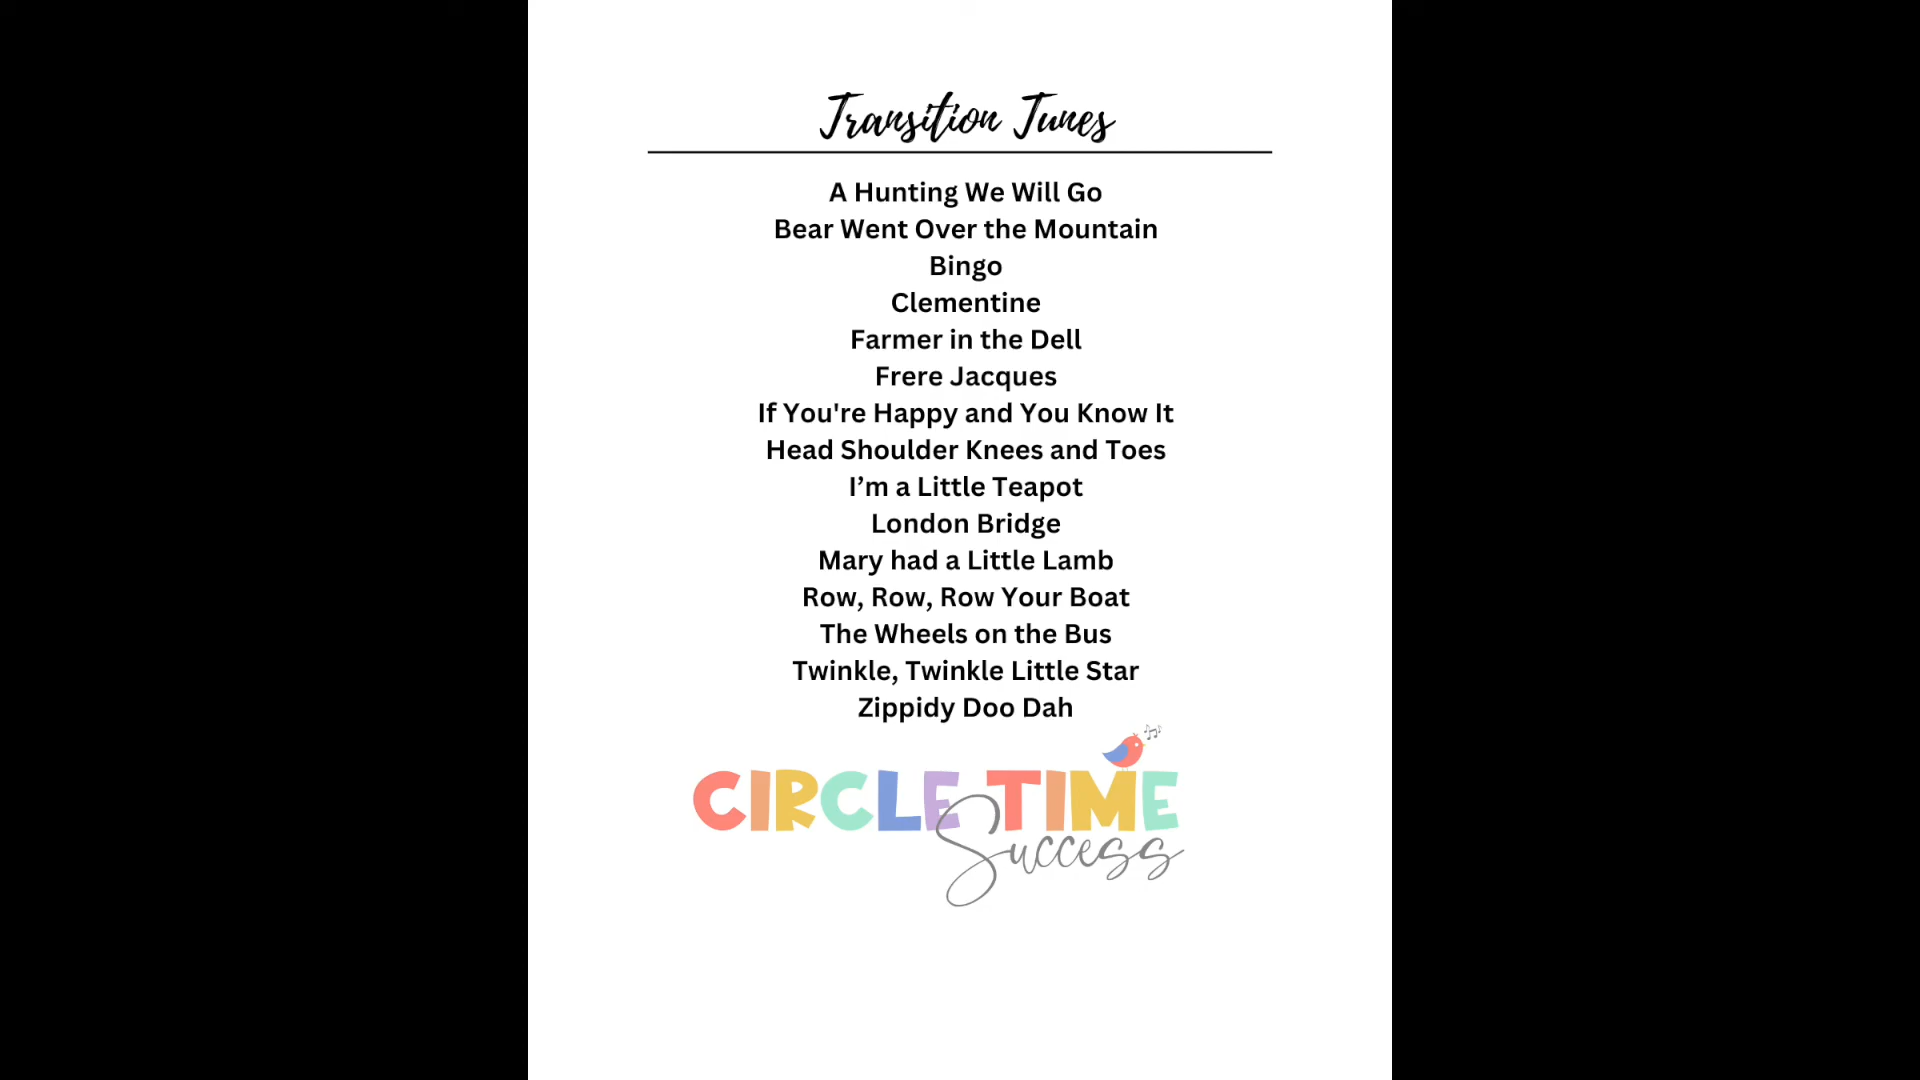 Transition Tunes
A Hunting We Will Go
Bear Went Over the Mountain
Bingo
Clementine
Farmer in the Dell
Frere Jacques
If You're Happy and You Know It
Head Shoulder Knees and Toes
I’m a Little Teapot
London Bridge
Mary had a Little Lamb
Row, Row, Row Your Boat
The Wheels on the Bus
Twinkle, Twinkle Little Star
Zippidy Doo Dah
CIRCLE TIME
Success